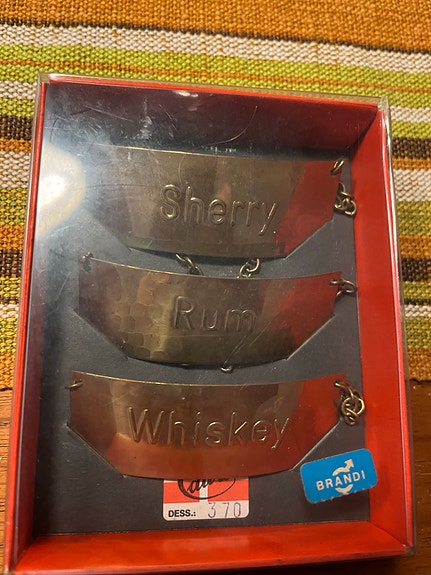 Sherry
Rum
Whiskey
BRANDI
DESS.: 370